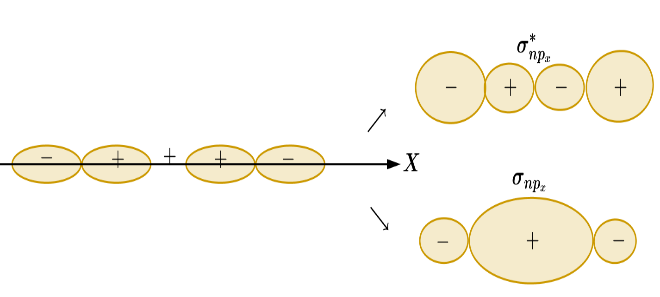 σ*npₓ
− + − +
− + + + − X
σnpₓ
− + −